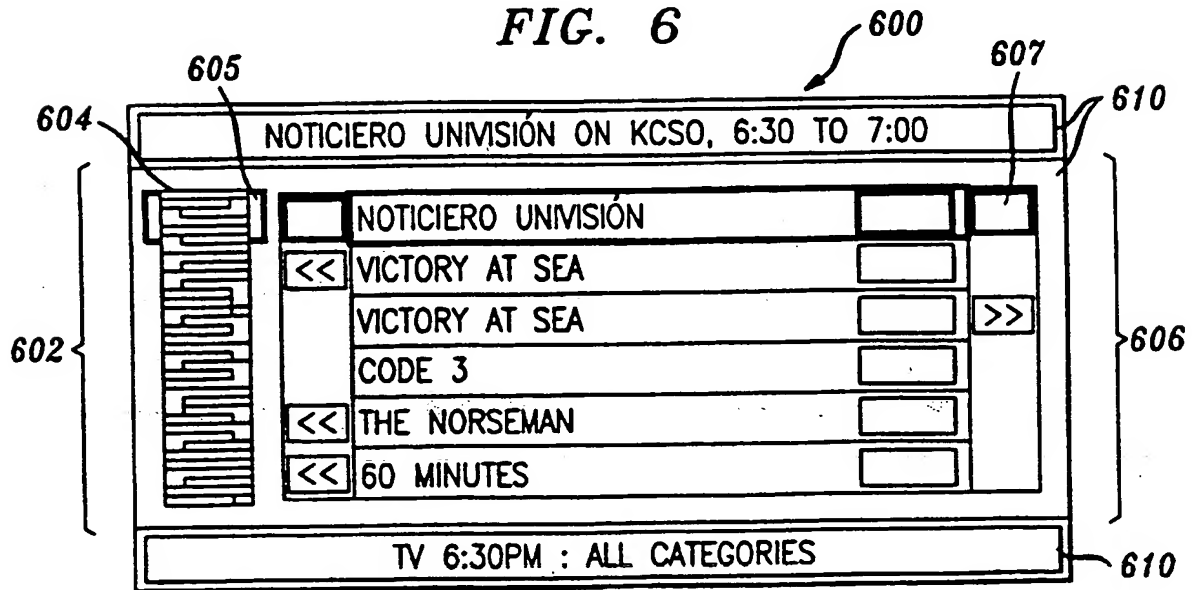 FIG. 6
600
605
607
604
610
NOTICIERO UNIVISIÓN ON KCSO, 6:30 TO 7:00
NOTICIERO UNIVISIÓN
<< VICTORY AT SEA
VICTORY AT SEA >>
602
606
CODE 3
<< THE NORSEMAN
<< 60 MINUTES
TV 6:30PM : ALL CATEGORIES
610